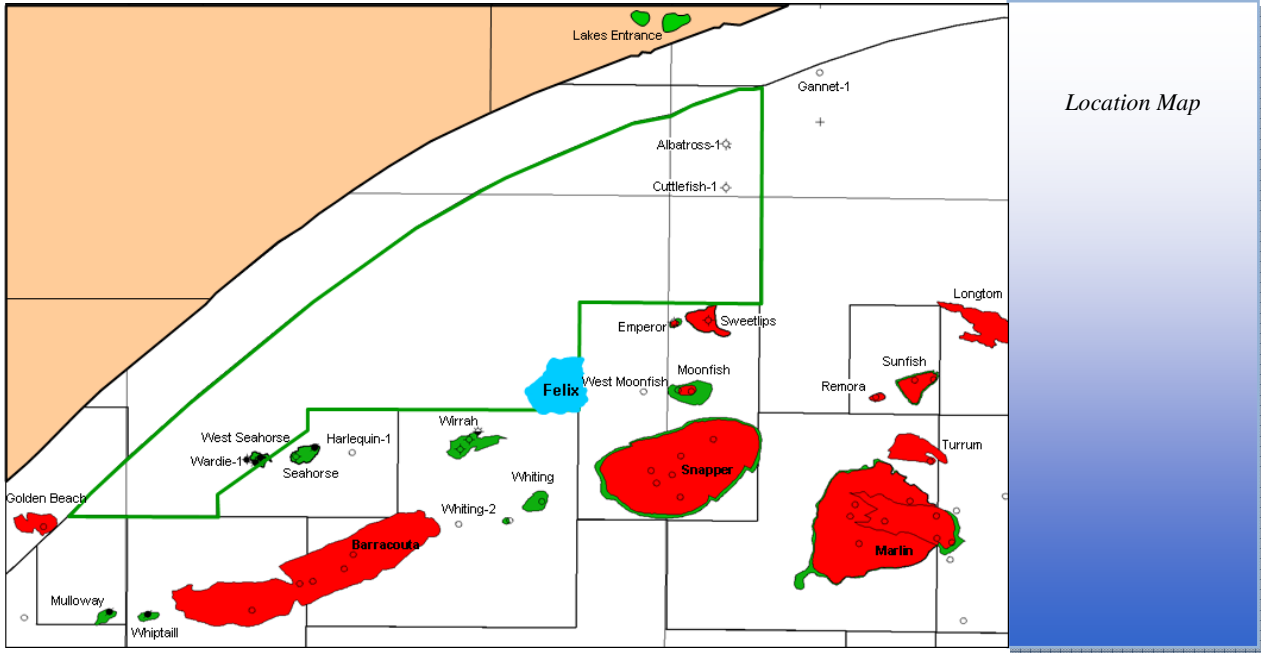 Lakes Entrance
Location Map
Gannet-1
Albatross-1
Cuttlefish-1
Longtom
Emperor
Sweetlips
Sunfish
Moonfish
West Moonfish
Remora
Felix
Wirrah
West Seahorse
Harlequin-1
Wardie-1
Seahorse
Turrum
Snapper
Whiting
Golden Beach
Whiting-2
Barracouta
Marlin
Mulloway
Whiptaill